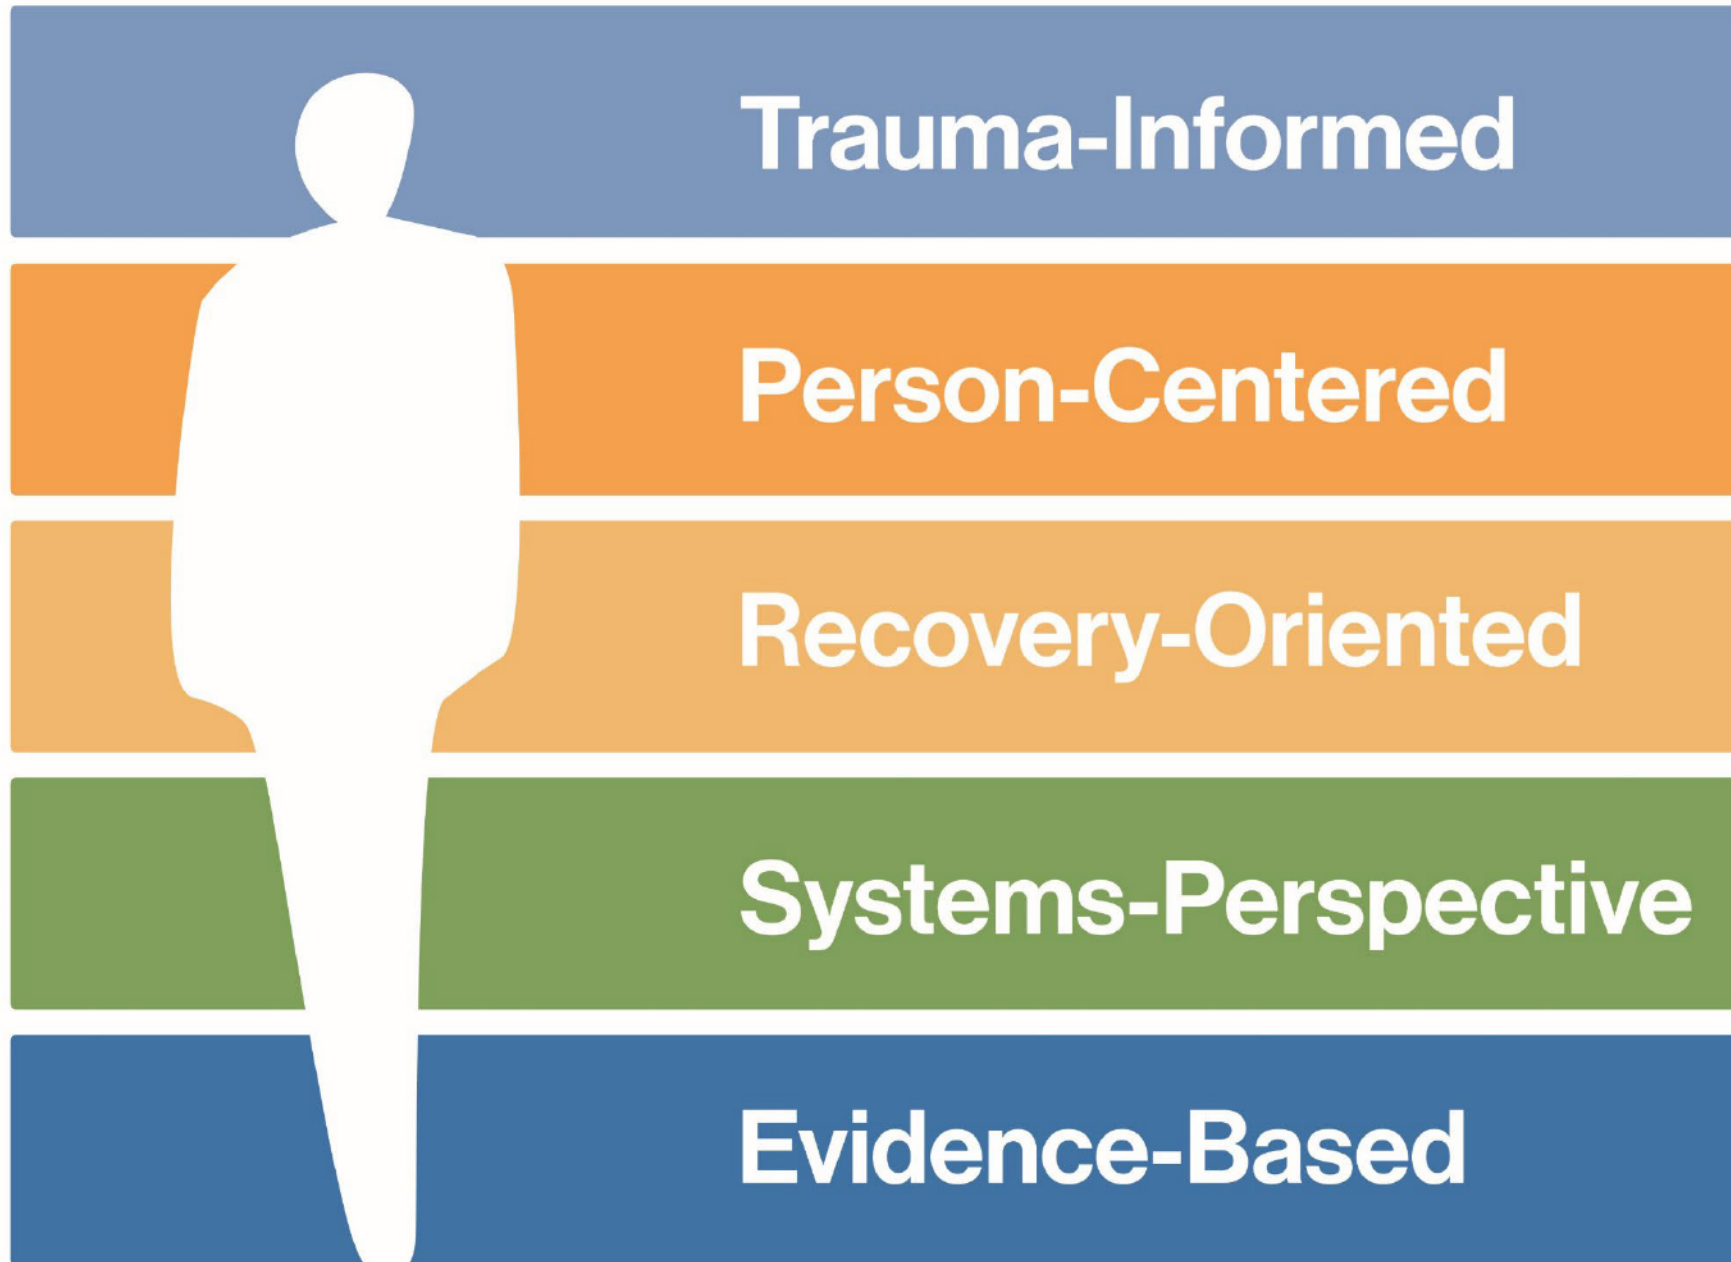 Trauma-Informed
Person-Centered
Recovery-Oriented
Systems-Perspective
Evidence-Based